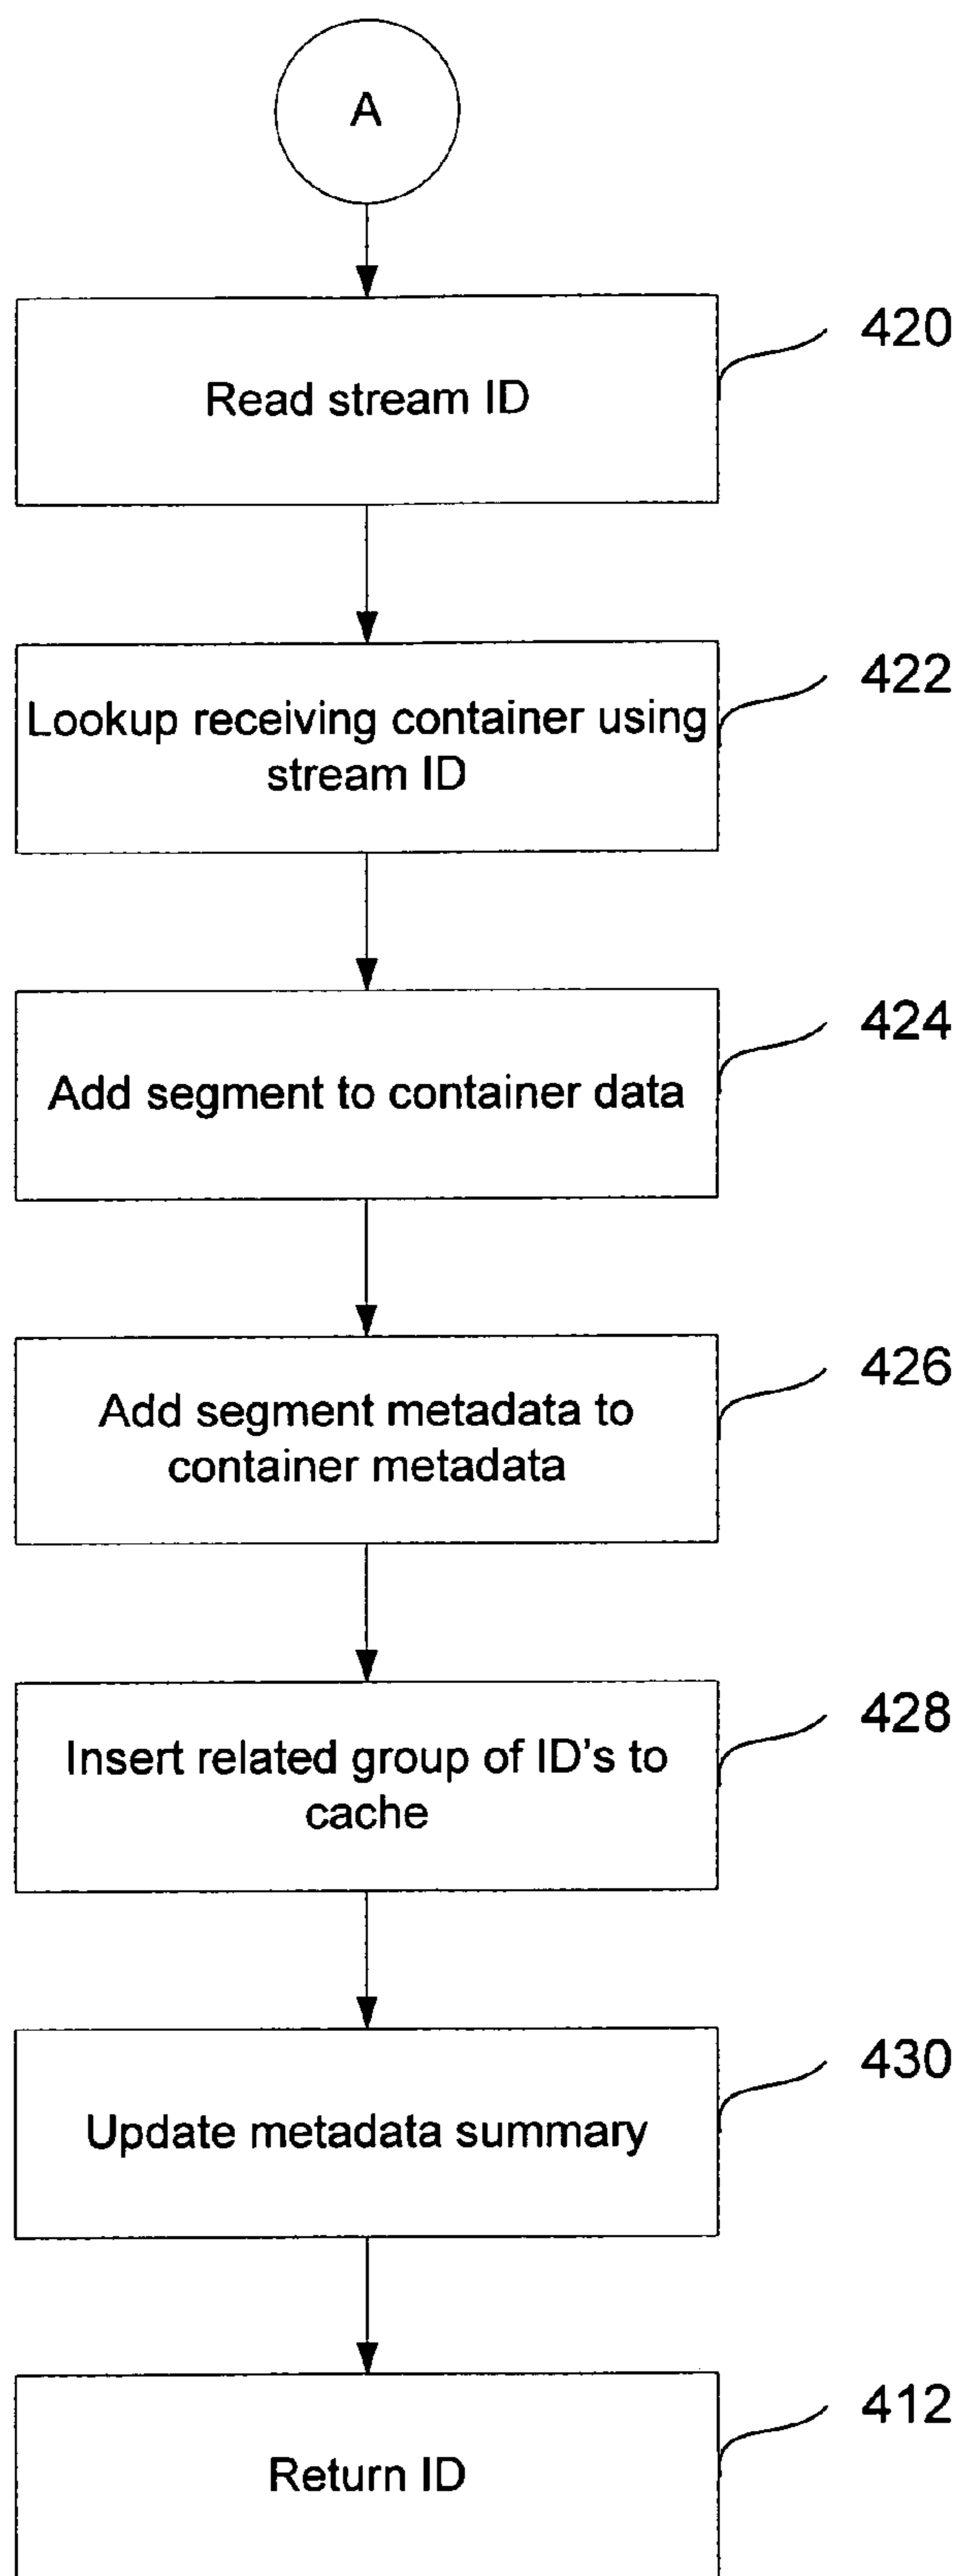 A
420
Read stream ID
422
Lookup receiving container using
stream ID
424
Add segment to container data
426
Add segment metadata to
container metadata
428
Insert related group of ID's to
cache
430
Update metadata summary
412
Return ID